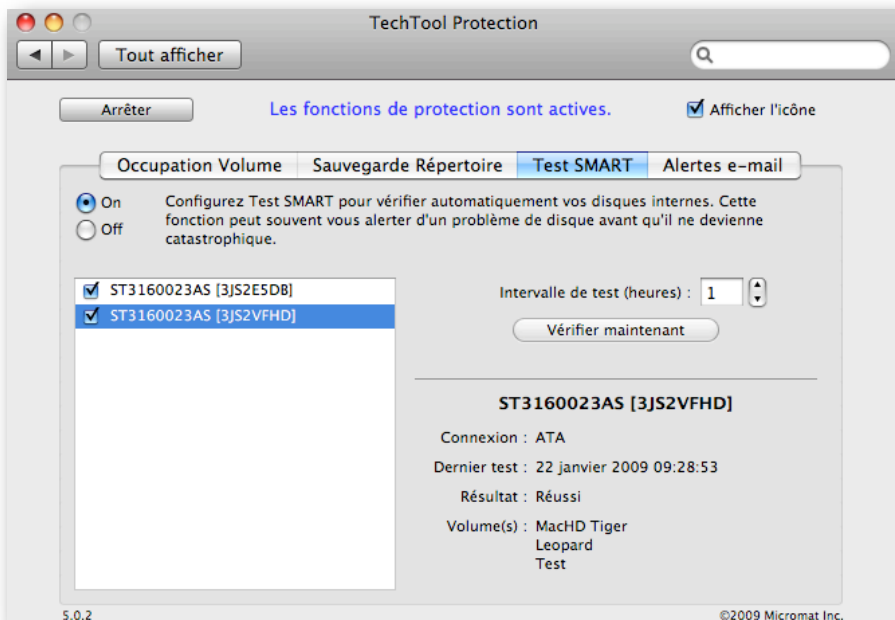 TechTool Protection
Tout afficher
Arrêter
Les fonctions de protection sont actives.
Afficher l'icône
Occupation Volume
Sauvegarde Répertoire
Test SMART
Alertes e-mail
On
Off
Configurez Test SMART pour vérifier automatiquement vos disques internes. Cette
fonction peut souvent vous alerter d'un problème de disque avant qu'il ne devienne
catastrophique.
ST3160023AS [3JS2E5DB]
ST3160023AS [3JS2VFHD]
Intervalle de test (heures) : 1
Vérifier maintenant
ST3160023AS [3JS2VFHD]
Connexion : ATA
Dernier test : 22 janvier 2009 09:28:53
Résultat : Réussi
Volume(s) : MacHD Tiger
Leopard
Test
5.0.2
©2009 Micromat Inc.